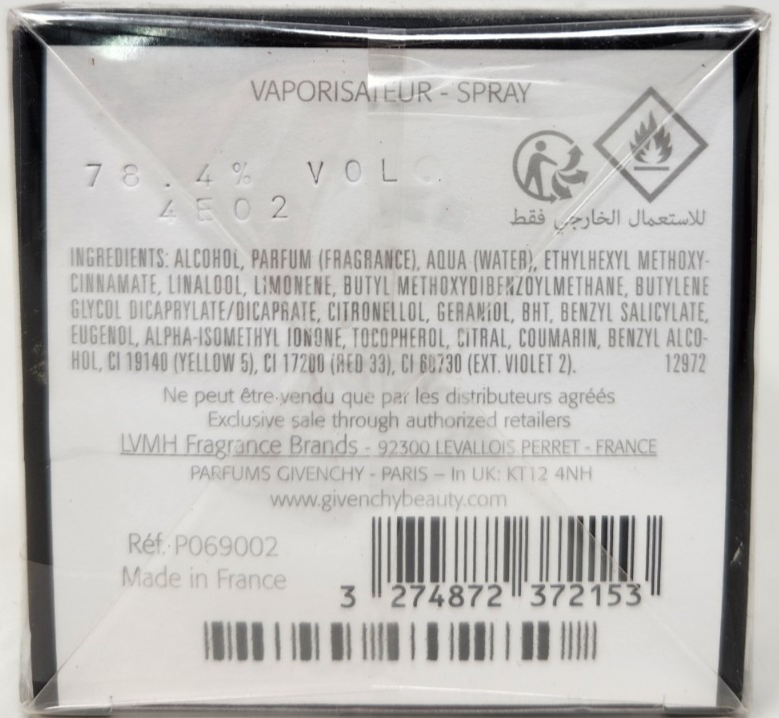 VAPORISATEUR - SPRAY
78.4% VOL
4E02
للاستعمال الخارجي فقط
INGREDIENTS: ALCOHOL, PARFUM (FRAGRANCE), AQUA (WATER), ETHYLHEXYL METHOXY-
CINNAMATE, LINALOOL, LIMONENE, BUTYL METHOXYDIBENZOYLMETHANE, BUTYLENE
GLYCOL DICAPRYLATE/DICAPRATE, CITRONELLOL, GERANIOL, BHT, BENZYL SALICYLATE,
EUGENOL, ALPHA-ISOMETHYL IONONE, TOCOPHEROL, CITRAL, COUMARIN, BENZYL ALCO-
HOL, CI 19140 (YELLOW 5), CI 17200 (RED 33), CI 60730 (EXT. VIOLET 2). 12972
Ne peut être vendu que par les distributeurs agréés
Exclusive sale through authorized retailers
LVMH Fragrance Brands - 92300 LEVALLOIS PERRET - FRANCE
PARFUMS GIVENCHY - PARIS – In UK: KT12 4NH
www.givenchybeauty.com
Réf. P069002
Made in France
3 274872 372153